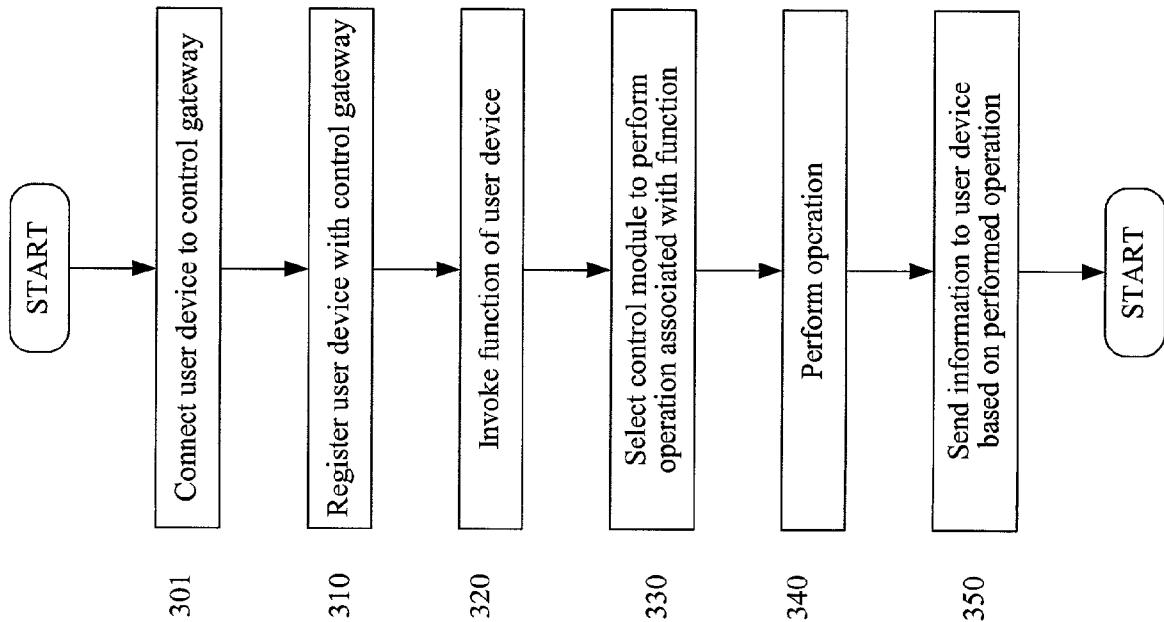 START
301
Connect user device to control gateway
310
Register user device with control gateway
320
Invoke function of user device
330
Select control module to perform
operation associated with function
340
Perform operation
350
Send information to user device
based on performed operation
START